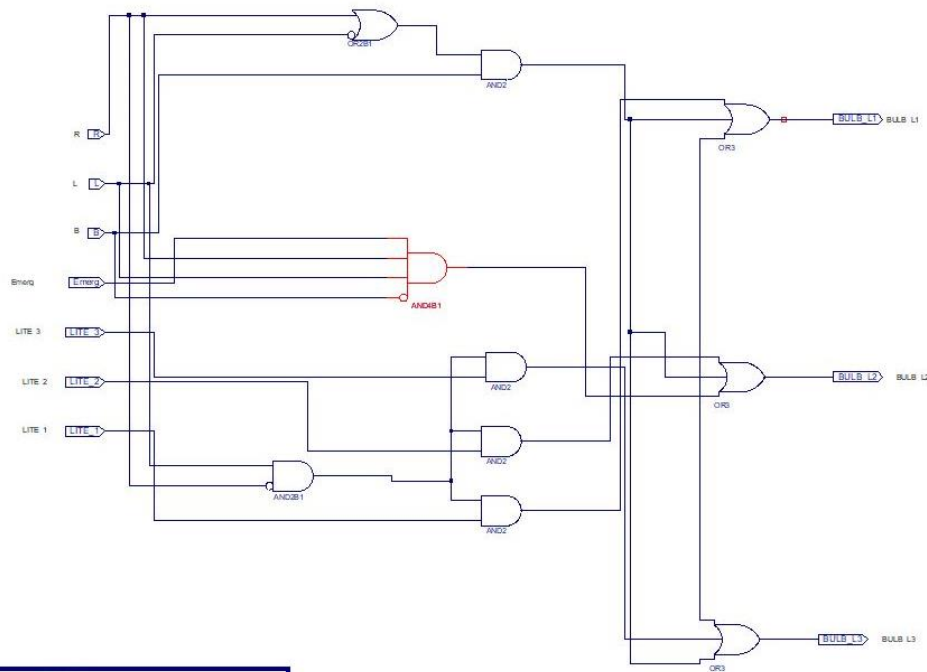 OR2B1
AND2
R R
BULB_L1 BULB L1
OR3
L L
B B
Emerg Emerg
AND4B1
LITE 3 LITE_3
AND2
LITE 2 LITE_2
BULB_L2 BULB L2
OR3
LITE 1 LITE_1
AND2
AND2B1
AND2
BULB_L3 BULB L3
OR3